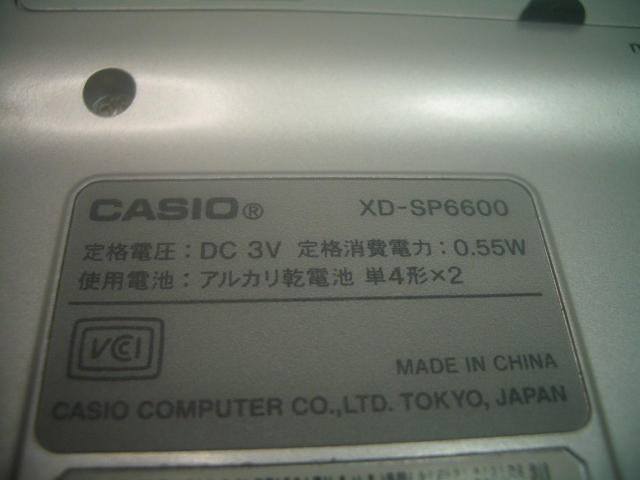 CASIO® XD-SP6600
定格電圧：DC 3V 定格消費電力：0.55W
使用電池：アルカリ乾電池 単4形×2
VCCI
MADE IN CHINA
CASIO COMPUTER CO.,LTD. TOKYO, JAPAN